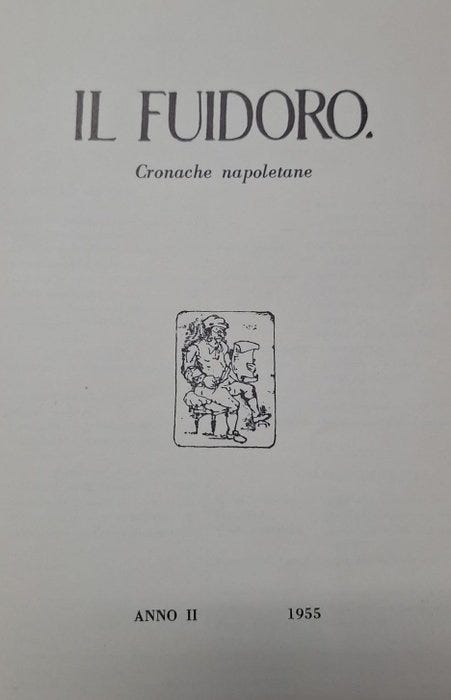 IL FUIDORO.
Cronache napoletane
ANNO II 1955